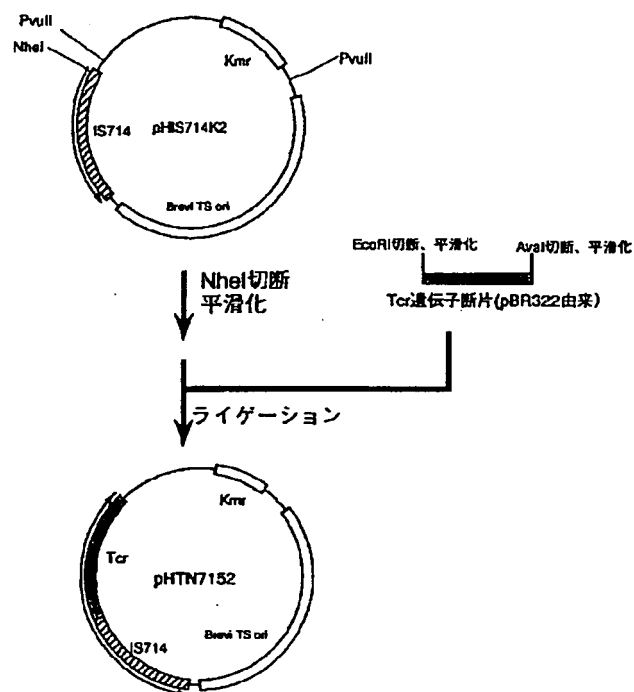 PvuII
NheI
Kmr
PvuII
IS714
pHIS714K2
Brevi TS ori
EcoRI切断、平滑化
AvaI切断、平滑化
Tcr遺伝子断片(pBR322由来)
NheI切断
平滑化
ライゲーション
Kmr
Tcr
pHTN7152
Brevi TS ori
IS714